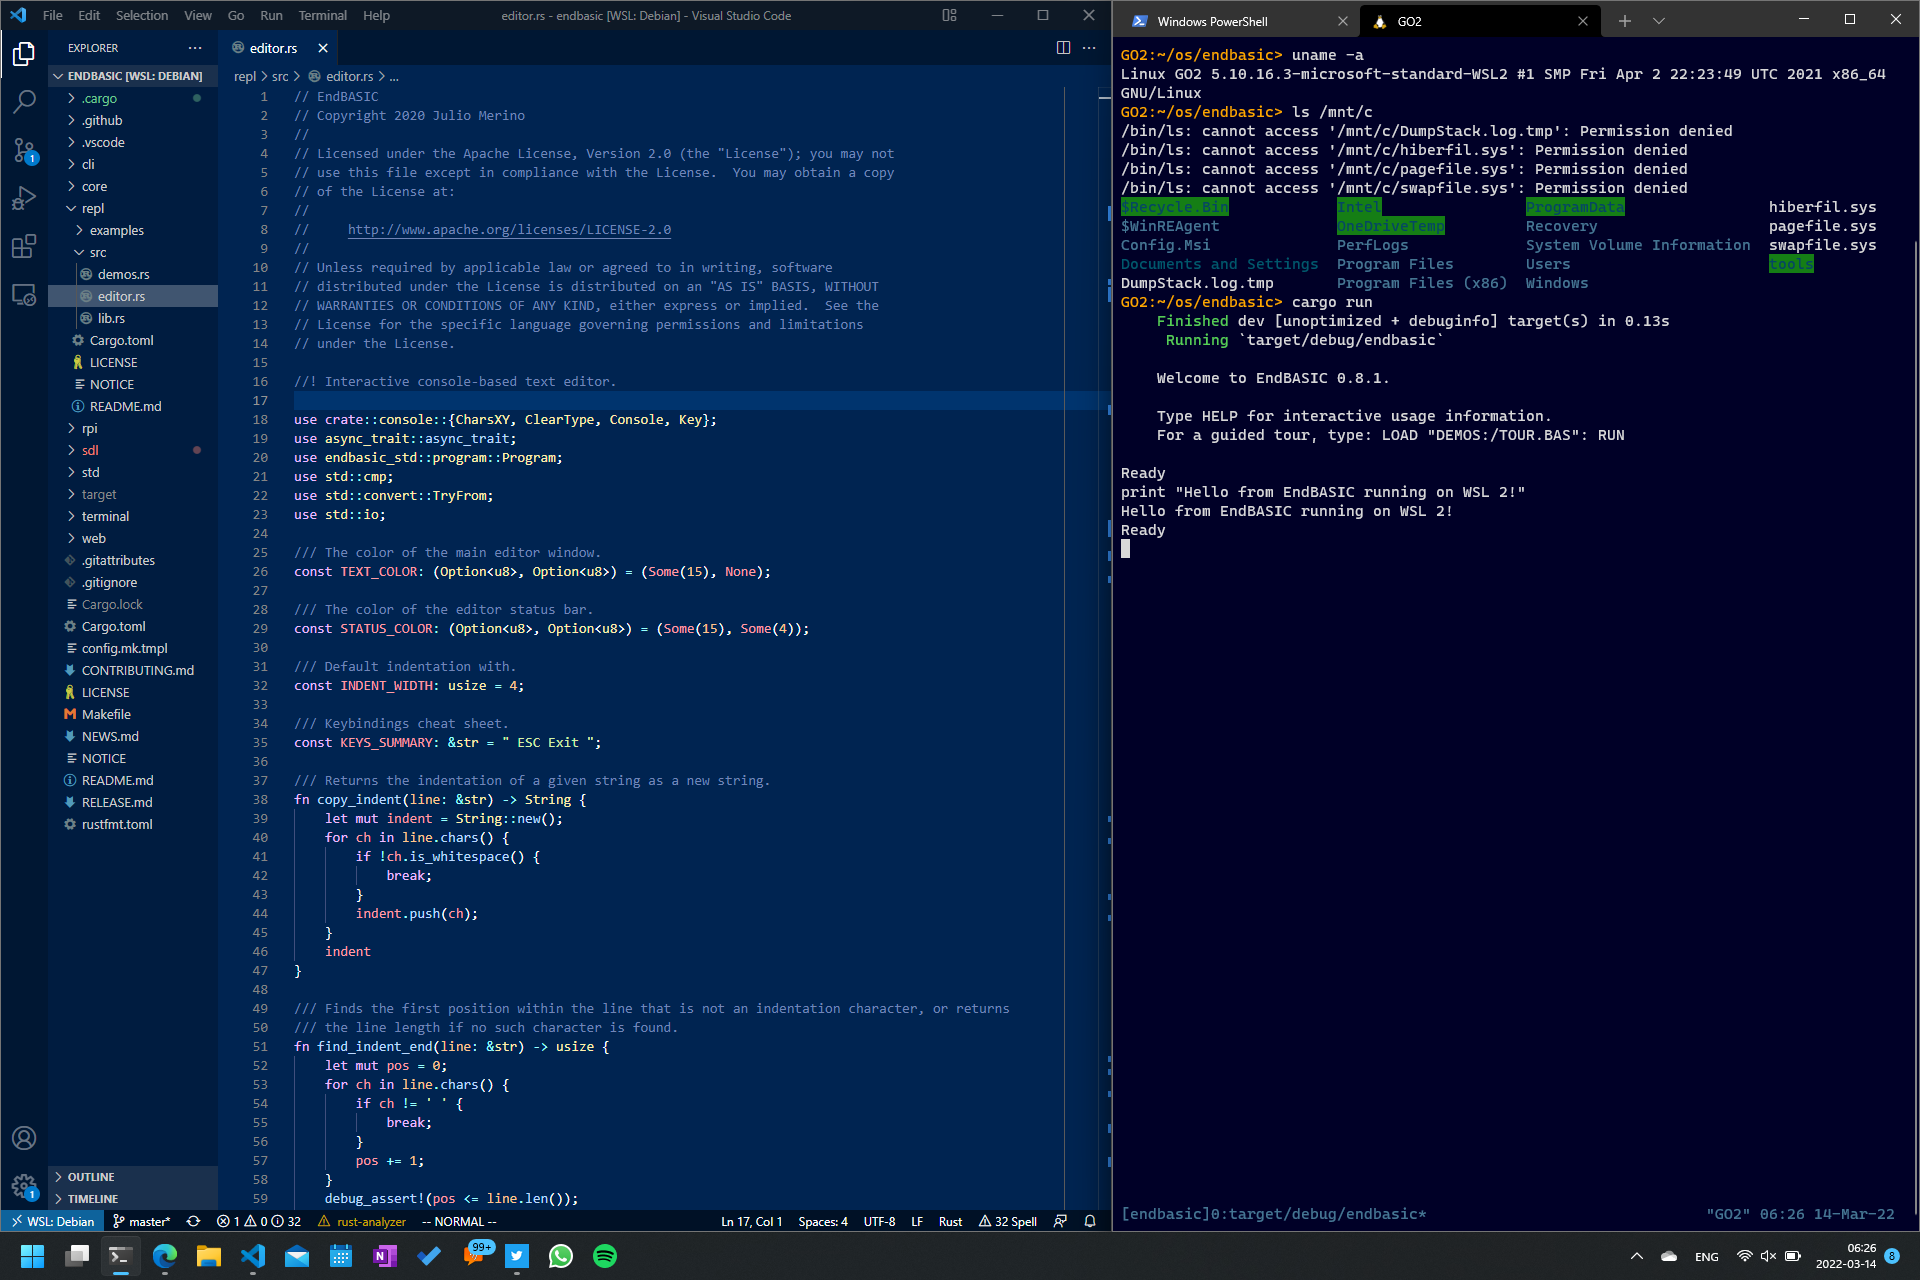 File Edit Selection View Go Run Terminal Help
editor.rs - endbasic [WSL: Debian] - Visual Studio Code
EXPLORER
ENDBASIC [WSL: DEBIAN]
.cargo
.github
.vscode
cli
core
repl
examples
src
demos.rs
editor.rs
lib.rs
Cargo.toml
LICENSE
NOTICE
README.md
rpi
sdl
std
target
terminal
web
.gitattributes
.gitignore
Cargo.lock
Cargo.toml
config.mk.tmpl
CONTRIBUTING.md
LICENSE
Makefile
NEWS.md
NOTICE
README.md
RELEASE.md
rustfmt.toml
OUTLINE
TIMELINE
1
1
editor.rs
repl > src > editor.rs > ...
1 // EndBASIC
2 // Copyright 2020 Julio Merino
3 //
4 // Licensed under the Apache License, Version 2.0 (the "License"); you may not
5 // use this file except in compliance with the License.  You may obtain a copy
6 // of the License at:
7 //
8 //     http://www.apache.org/licenses/LICENSE-2.0
9 //
10 // Unless required by applicable law or agreed to in writing, software
11 // distributed under the License is distributed on an "AS IS" BASIS, WITHOUT
12 // WARRANTIES OR CONDITIONS OF ANY KIND, either express or implied.  See the
13 // License for the specific language governing permissions and limitations
14 // under the License.
15
16 //! Interactive console-based text editor.
17
18 use crate::console::{CharsXY, ClearType, Console, Key};
19 use async_trait::async_trait;
20 use endbasic_std::program::Program;
21 use std::cmp;
22 use std::convert::TryFrom;
23 use std::io;
24
25 /// The color of the main editor window.
26 const TEXT_COLOR: (Option<u8>, Option<u8>) = (Some(15), None);
27
28 /// The color of the editor status bar.
29 const STATUS_COLOR: (Option<u8>, Option<u8>) = (Some(15), Some(4));
30
31 /// Default indentation with.
32 const INDENT_WIDTH: usize = 4;
33
34 /// Keybindings cheat sheet.
35 const KEYS_SUMMARY: &str = " ESC Exit ";
36
37 /// Returns the indentation of a given string as a new string.
38 fn copy_indent(line: &str) -> String {
39     let mut indent = String::new();
40     for ch in line.chars() {
41         if !ch.is_whitespace() {
42             break;
43         }
44         indent.push(ch);
45     }
46     indent
47 }
48
49 /// Finds the first position within the line that is not an indentation character, or returns
50 /// the line length if no such character is found.
51 fn find_indent_end(line: &str) -> usize {
52     let mut pos = 0;
53     for ch in line.chars() {
54         if ch != ' ' {
55             break;
56         }
57         pos += 1;
58     }
59     debug_assert!(pos <= line.len());
WSL: Debian master* 1 0 32 rust-analyzer -- NORMAL -- Ln 17, Col 1 Spaces: 4 UTF-8 LF Rust 32 Spell
Windows PowerShell
GO2
GO2:~/os/endbasic> uname -a
Linux GO2 5.10.16.3-microsoft-standard-WSL2 #1 SMP Fri Apr 2 22:23:49 UTC 2021 x86_64
GNU/Linux
GO2:~/os/endbasic> ls /mnt/c
/bin/ls: cannot access '/mnt/c/DumpStack.log.tmp': Permission denied
/bin/ls: cannot access '/mnt/c/hiberfil.sys': Permission denied
/bin/ls: cannot access '/mnt/c/pagefile.sys': Permission denied
/bin/ls: cannot access '/mnt/c/swapfile.sys': Permission denied
$Recycle.Bin Intel ProgramData hiberfil.sys
$WinREAgent OneDriveTemp Recovery pagefile.sys
Config.Msi PerfLogs System Volume Information swapfile.sys
Documents and Settings Program Files Users tools
DumpStack.log.tmp Program Files (x86) Windows
GO2:~/os/endbasic> cargo run
Finished dev [unoptimized + debuginfo] target(s) in 0.13s
Running `target/debug/endbasic`
Welcome to EndBASIC 0.8.1.
Type HELP for interactive usage information.
For a guided tour, type: LOAD "DEMOS:/TOUR.BAS": RUN
Ready
print "Hello from EndBASIC running on WSL 2!"
Hello from EndBASIC running on WSL 2!
Ready
[endbasic]0:target/debug/endbasic* "GO2" 06:26 14-Mar-22
99+
ENG
06:26
2022-03-14
8